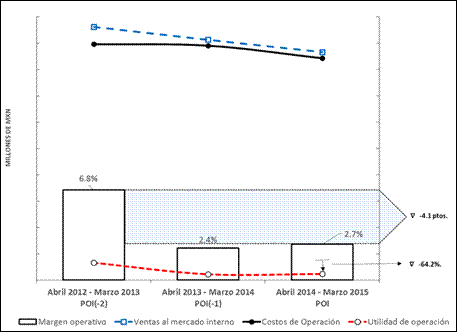 MILLONES DE MXN
6.8%
2.4%
2.7%
∇ -4.1 ptos.
∇ -64.2%.
Abril 2012 - Marzo 2013 Abril 2013 - Marzo 2014 Abril 2014 - Marzo 2015
POI(-2) POI(-1) POI
Margen operativo Ventas al mercado interno Costos de Operación Utilidad de operación